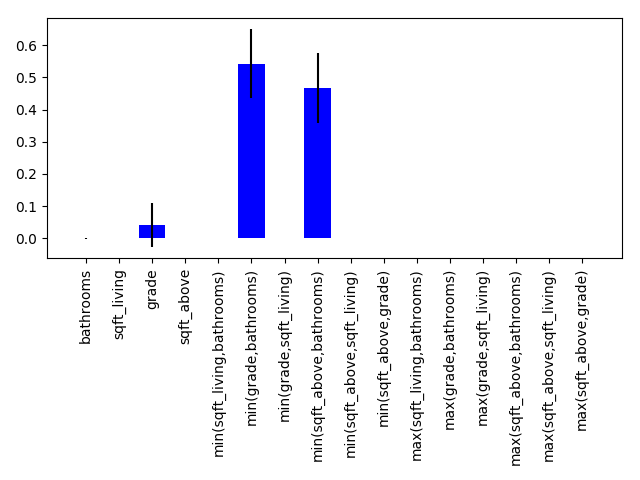 0.6
0.5
0.4
0.3
0.2
0.1
0.0
bathrooms
sqft_living
grade
sqft_above
min(sqft_living,bathrooms)
min(grade,bathrooms)
min(grade,sqft_living)
min(sqft_above,bathrooms)
min(sqft_above,sqft_living)
min(sqft_above,grade)
max(sqft_living,bathrooms)
max(grade,bathrooms)
max(grade,sqft_living)
max(sqft_above,bathrooms)
max(sqft_above,sqft_living)
max(sqft_above,grade)